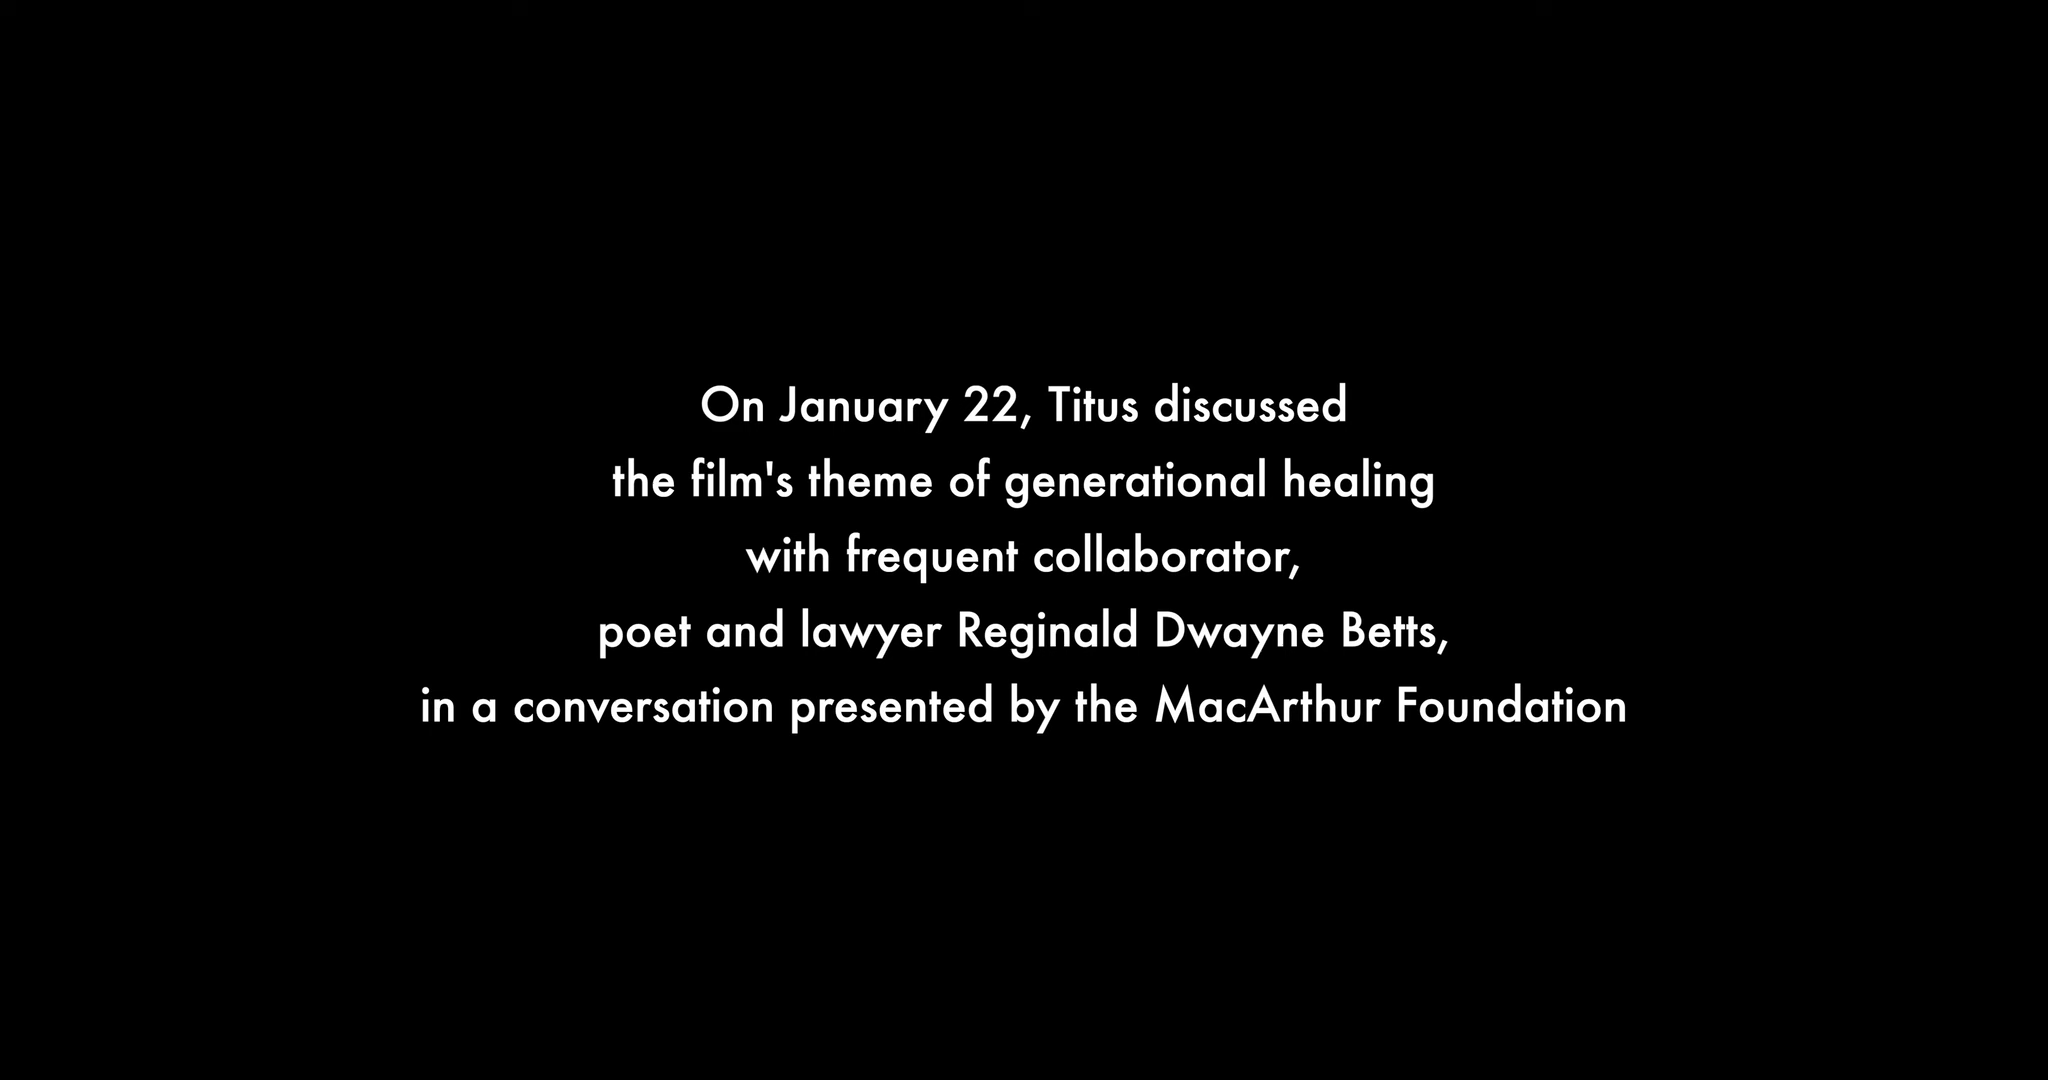 On January 22, Titus discussed
the film's theme of generational healing
with frequent collaborator,
poet and lawyer Reginald Dwayne Betts,
in a conversation presented by the MacArthur Foundation